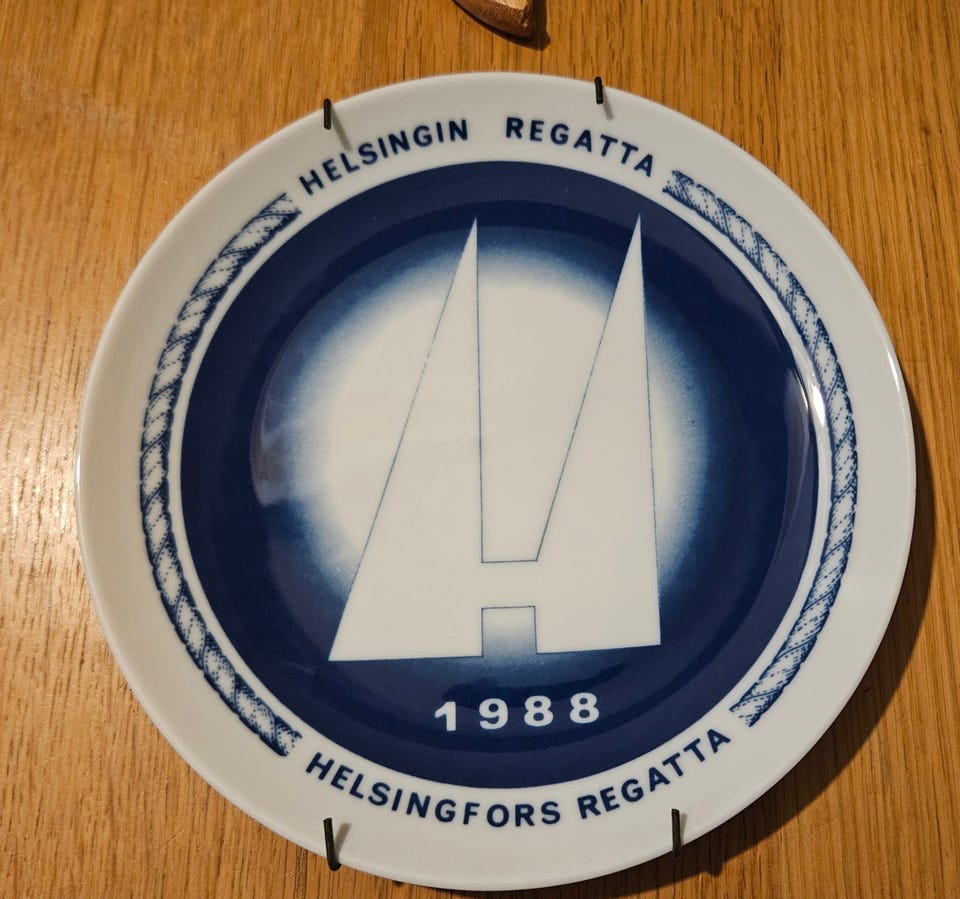 HELSINGIN REGATTA
1988
HELSINGFORS REGATTA